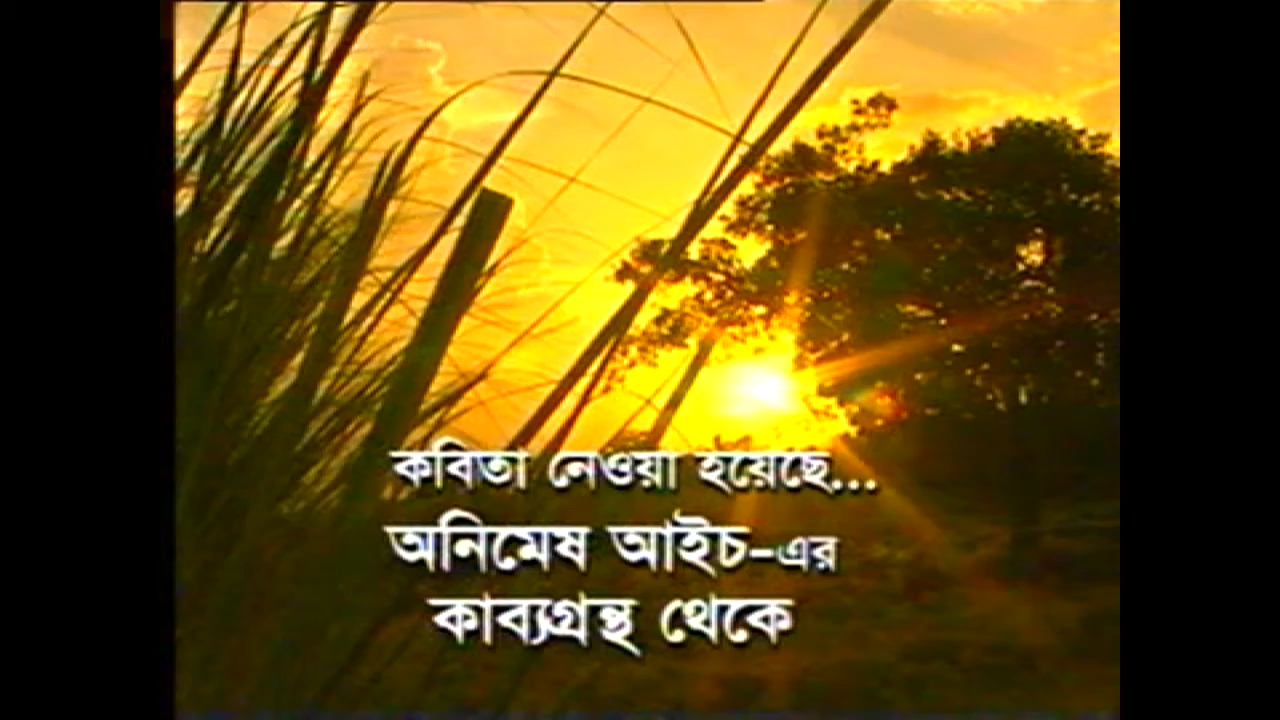 কবিতা নেওয়া হয়েছে...
অনিমেষ আইচ-এর
কাব্যগ্রন্থ থেকে